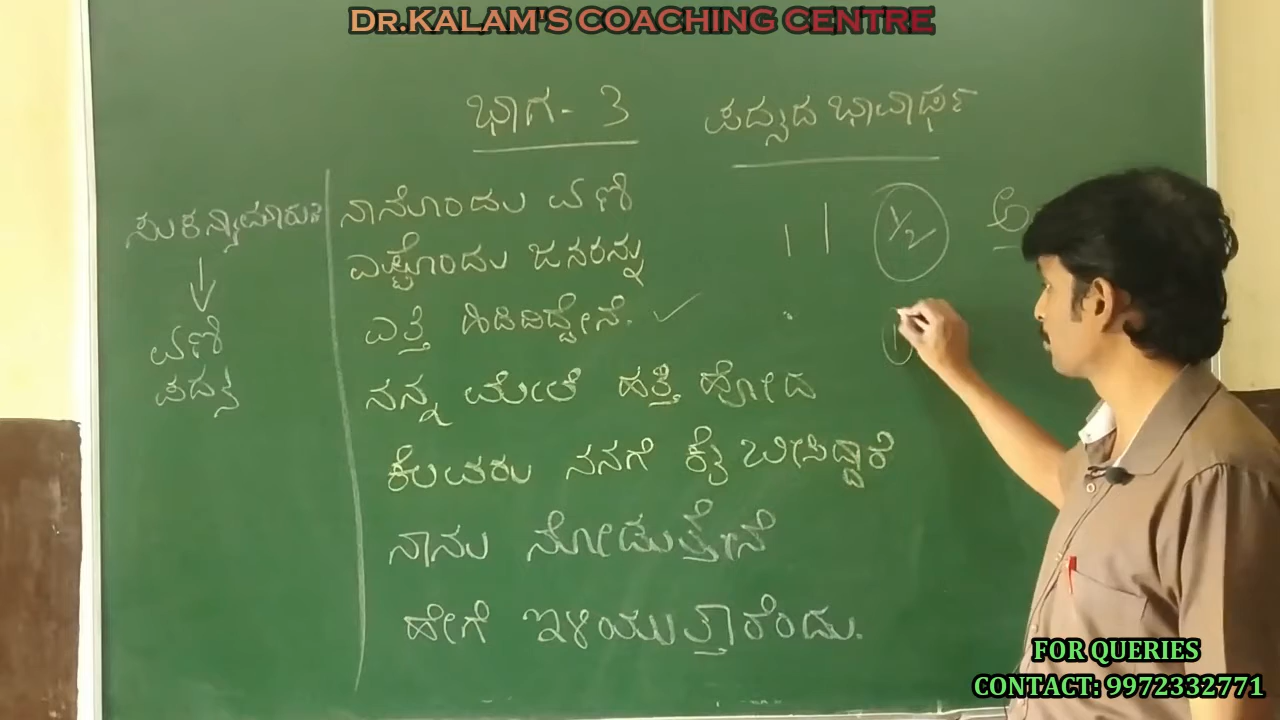 DR.KALAM'S COACHING CENTRE
ಭಾಗ- 3
ಪದ್ಯದ ಭಾವಾರ್ಥ
ಸುಕನ್ಯಾಮಾರುತಿ
ಏಣಿ
ಪದ್ಯ
ನಾನೊಂದು ಏಣಿ
ಎಷ್ಟೊಂದು ಜನರನ್ನು
ಎತ್ತಿ ಹಿಡಿದಿದ್ದೇನೆ.
ನನ್ನ ಮೇಲೆ ಹತ್ತಿ ಹೋದ
ಕೆಲವರು ನನಗೆ ಕೈ ಬೀಸಿದ್ದಾರೆ
ನಾನು ನೋಡುತ್ತೇನೆ
ಹೇಗೆ ಇಳಿಯುತ್ತಾರೆಂದು.
1/2
ಅ
1
FOR QUERIES
CONTACT: 9972332771